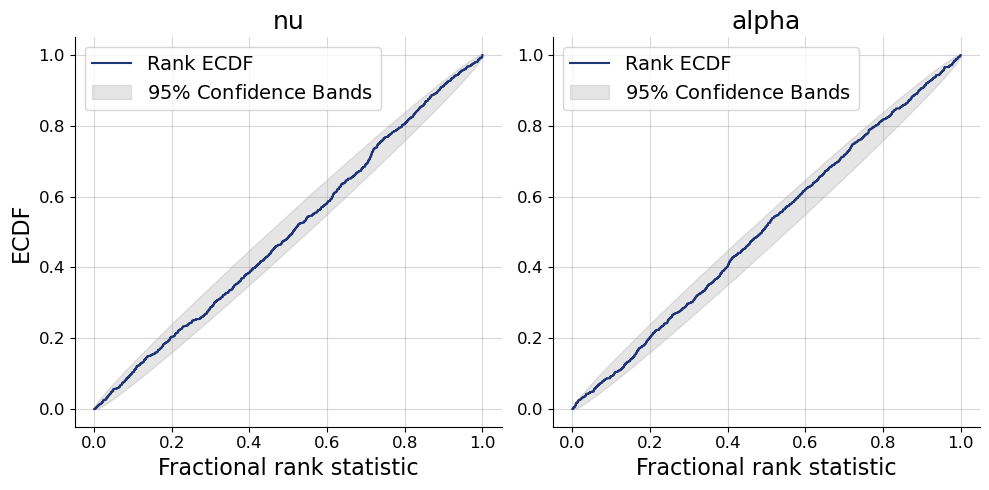 nu
Rank ECDF
95% Confidence Bands
ECDF
1.0
0.8
0.6
0.4
0.2
0.0
0.0 0.2 0.4 0.6 0.8 1.0
Fractional rank statistic
alpha
Rank ECDF
95% Confidence Bands
1.0
0.8
0.6
0.4
0.2
0.0
0.0 0.2 0.4 0.6 0.8 1.0
Fractional rank statistic